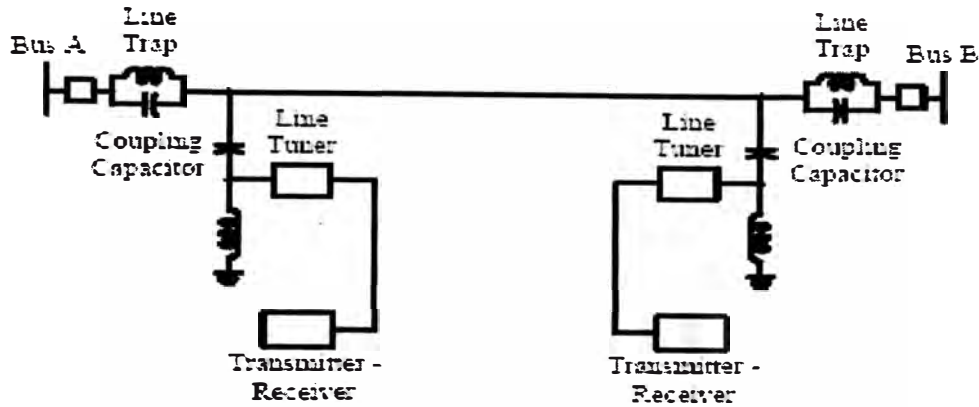 Line
Trap
Bus A
Line
Trap
Bus B
Line
Tuner
Coupling
Capacitor
Line
Tuner
Coupling
Capacitor
Transmitter -
Receiver
Transmitter -
Receiver